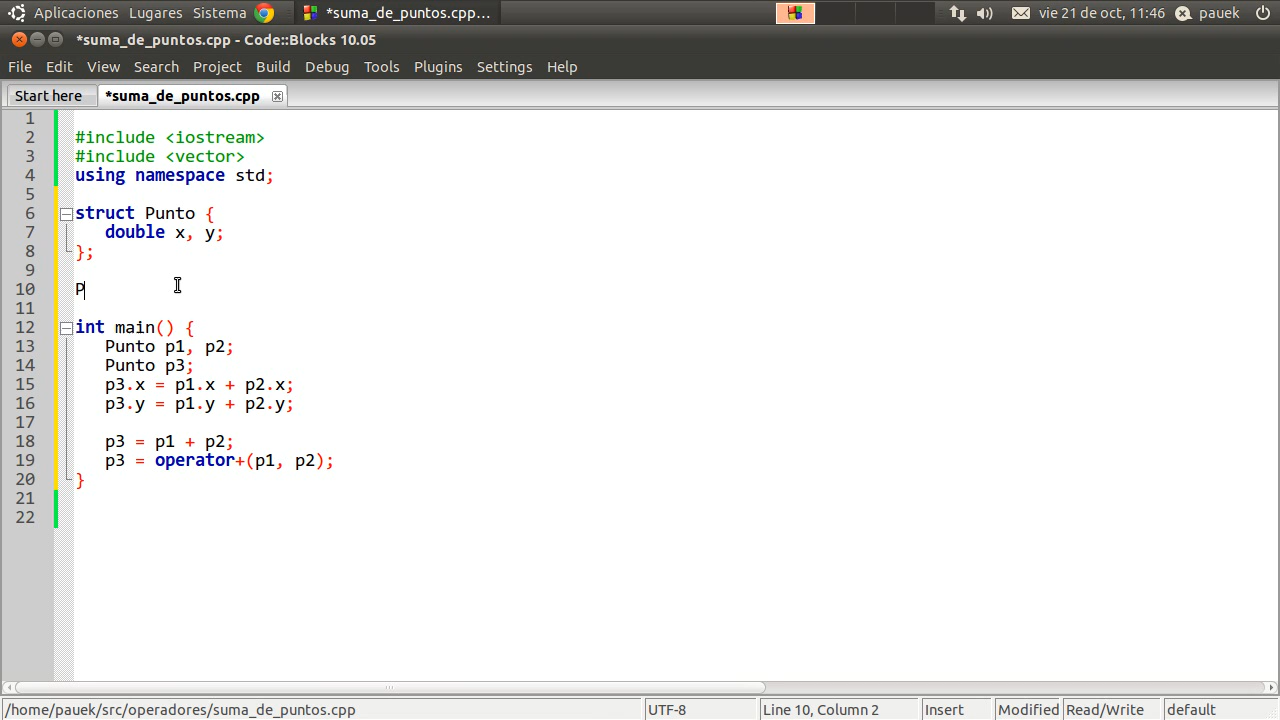 Aplicaciones Lugares Sistema *suma_de_puntos.cpp... vie 21 de oct, 11:46 pauek
*suma_de_puntos.cpp - Code::Blocks 10.05
File Edit View Search Project Build Debug Tools Plugins Settings Help
Start here *suma_de_puntos.cpp
1
2 #include <iostream>
3 #include <vector>
4 using namespace std;
5
6 struct Punto {
7 double x, y;
8 };
9
10 P
11
12 int main() {
13 Punto p1, p2;
14 Punto p3;
15 p3.x = p1.x + p2.x;
16 p3.y = p1.y + p2.y;
17
18 p3 = p1 + p2;
19 p3 = operator+(p1, p2);
20 }
21
22
/home/pauek/src/operadores/suma_de_puntos.cpp UTF-8 Line 10, Column 2 Insert Modified Read/Write default